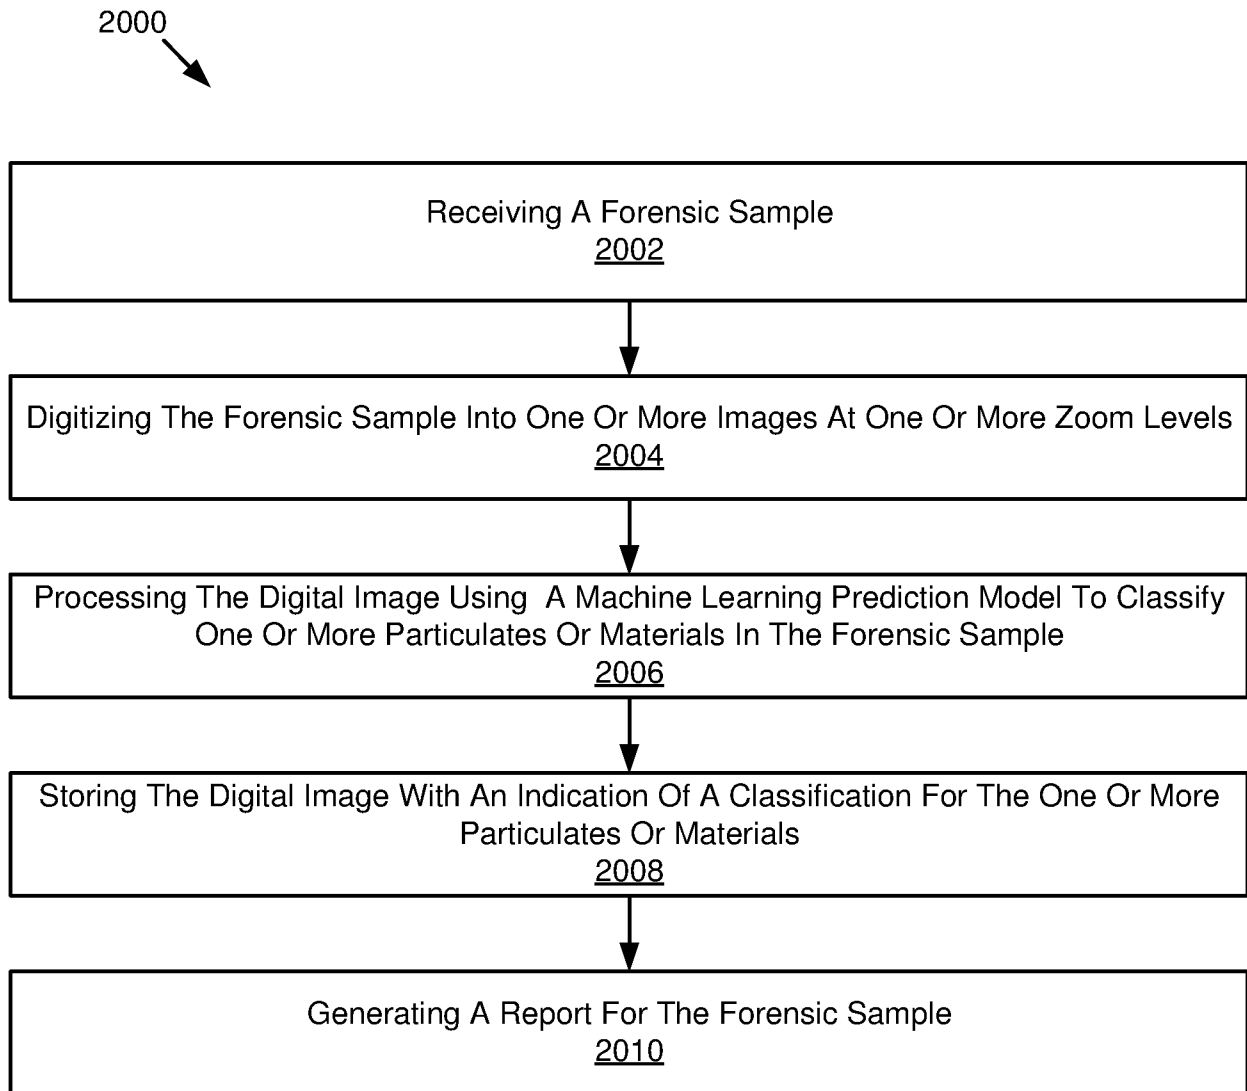 2000
Receiving A Forensic Sample
2002
Digitizing The Forensic Sample Into One Or More Images At One Or More Zoom Levels
2004
Processing The Digital Image Using  A Machine Learning Prediction Model To Classify
One Or More Particulates Or Materials In The Forensic Sample
2006
Storing The Digital Image With An Indication Of A Classification For The One Or More
Particulates Or Materials
2008
Generating A Report For The Forensic Sample
2010